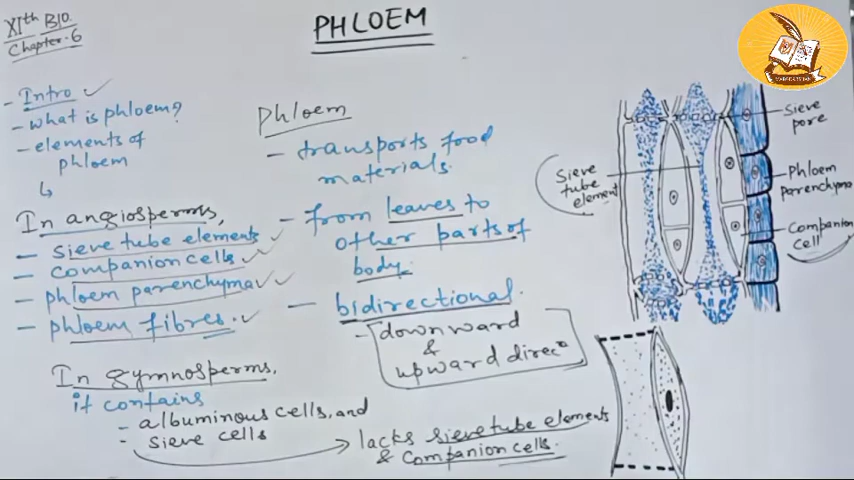 XIth BIO.
Chapter-6
PHLOEM
- Intro
- what is phloem?
- elements of
phloem
In angiosperms,
- sieve tube elements
- companion cells
- phloem parenchyma
- phloem fibres.
In gymnosperms,
it contains
- albuminous cells, and
- sieve cells
lacks sieve tube elements
& companion cells.
Phloem
- transports food
materials.
- from leaves to
other parts of
body.
- bidirectional.
- downward
& 
upward direcn
Sieve
pore
Sieve
tube
element
Phloem
parenchyma
Companion
cell